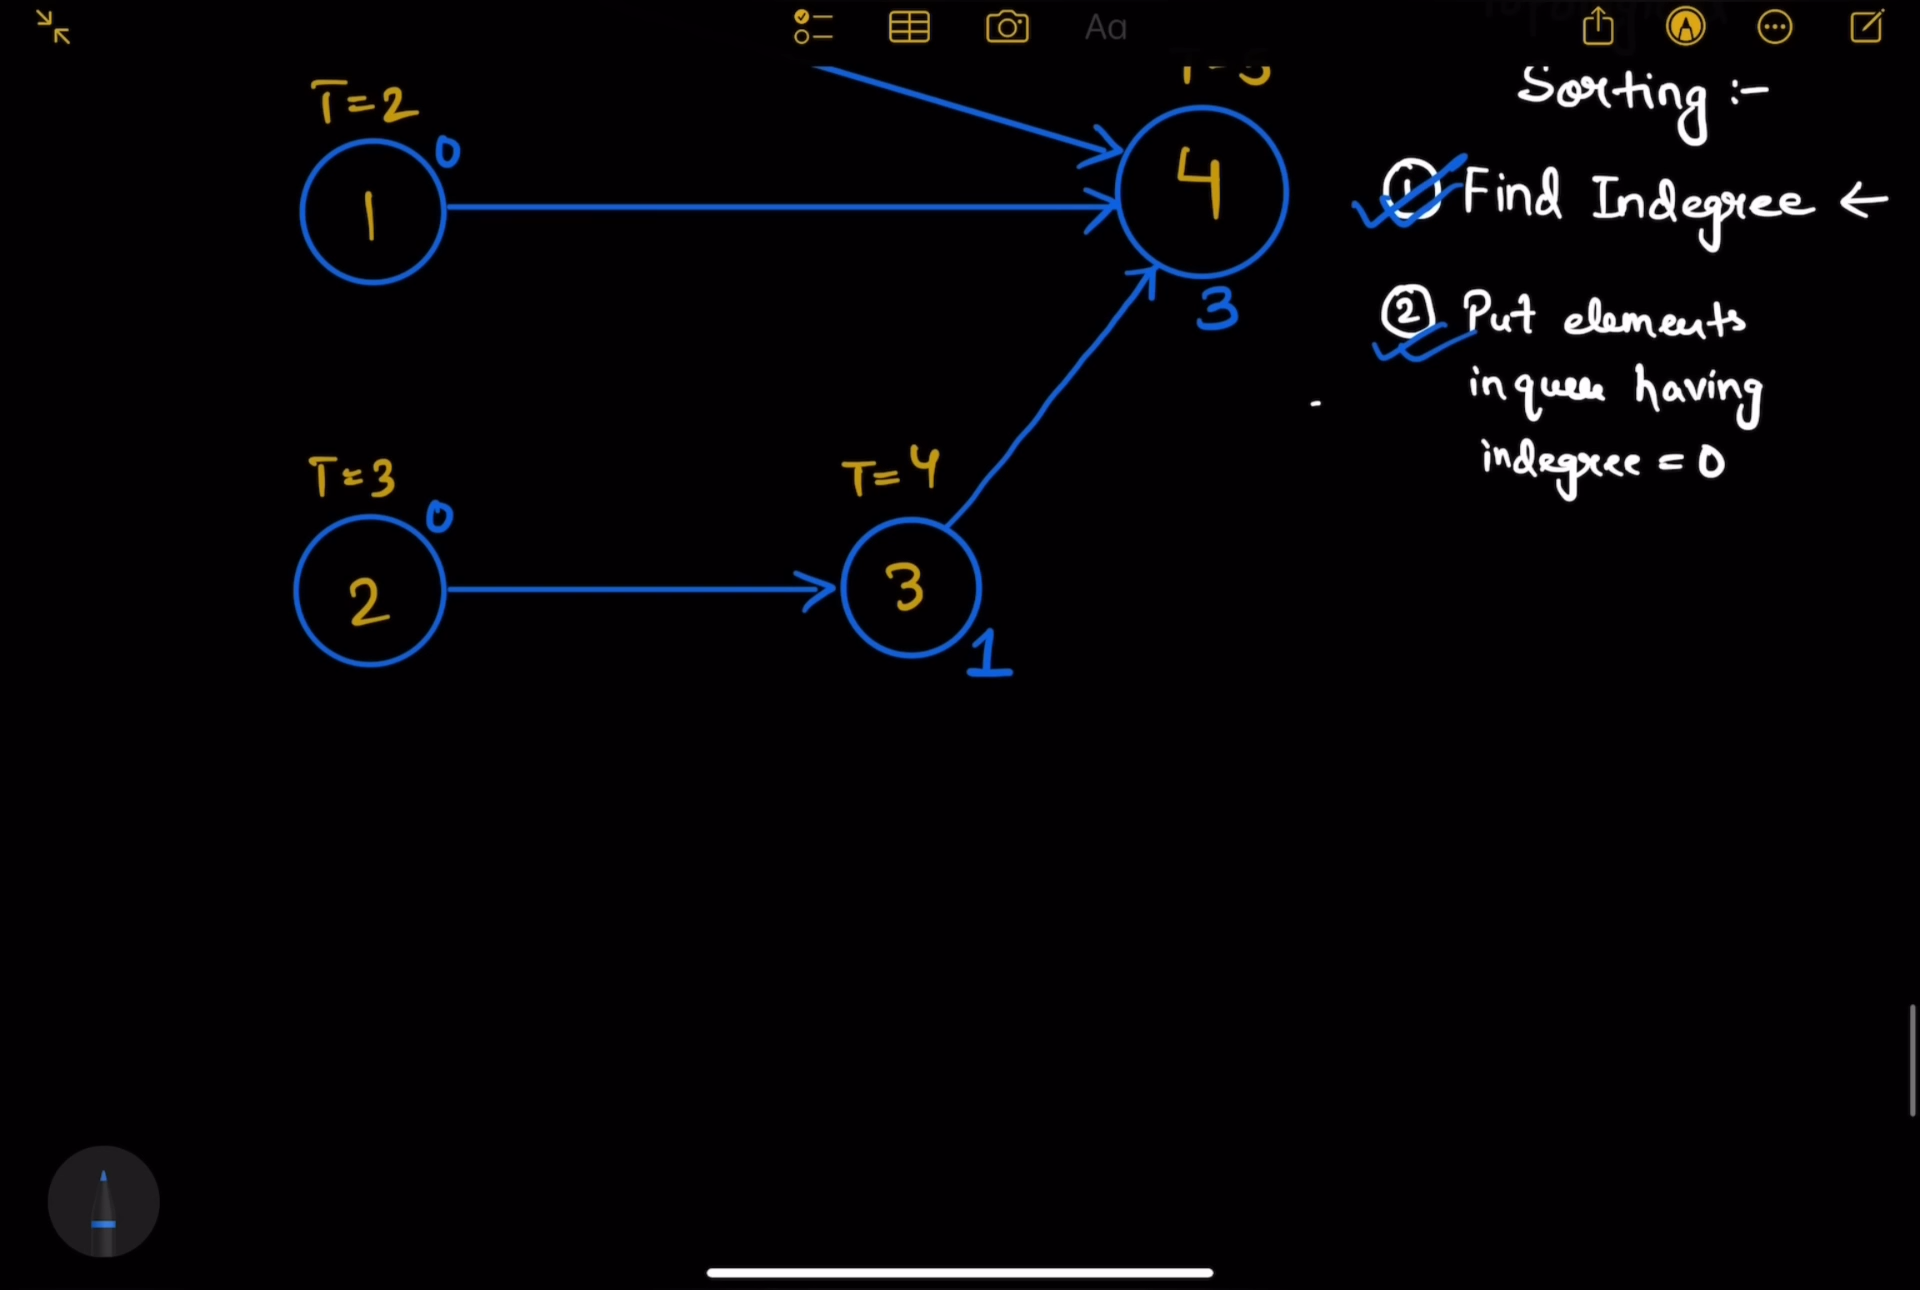 Aa
T=5
Sorting :-
T=2
0
1
4
① Find Indegree ←
3
② Put elements
in queue having
indegree = 0
T=3
0
T=4
2
3
1